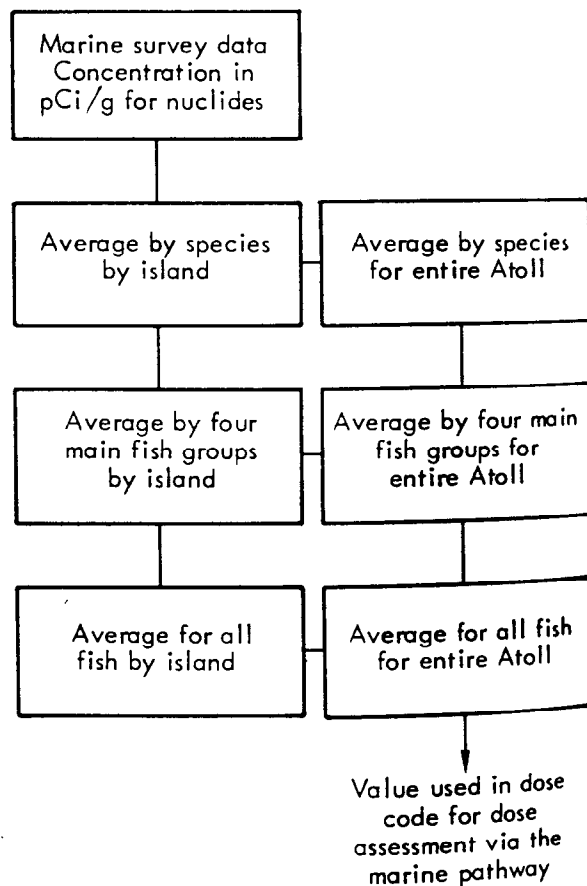 Marine survey data
Concentration in
pCi/g for nuclides
Average by species
by island
Average by species
for entire Atoll
Average by four
main fish groups
by island
Average by four main
fish groups for
entire Atoll
Average for all
fish by island
Average for all fish
for entire Atoll
Value used in dose
code for dose
assessment via the
marine pathway